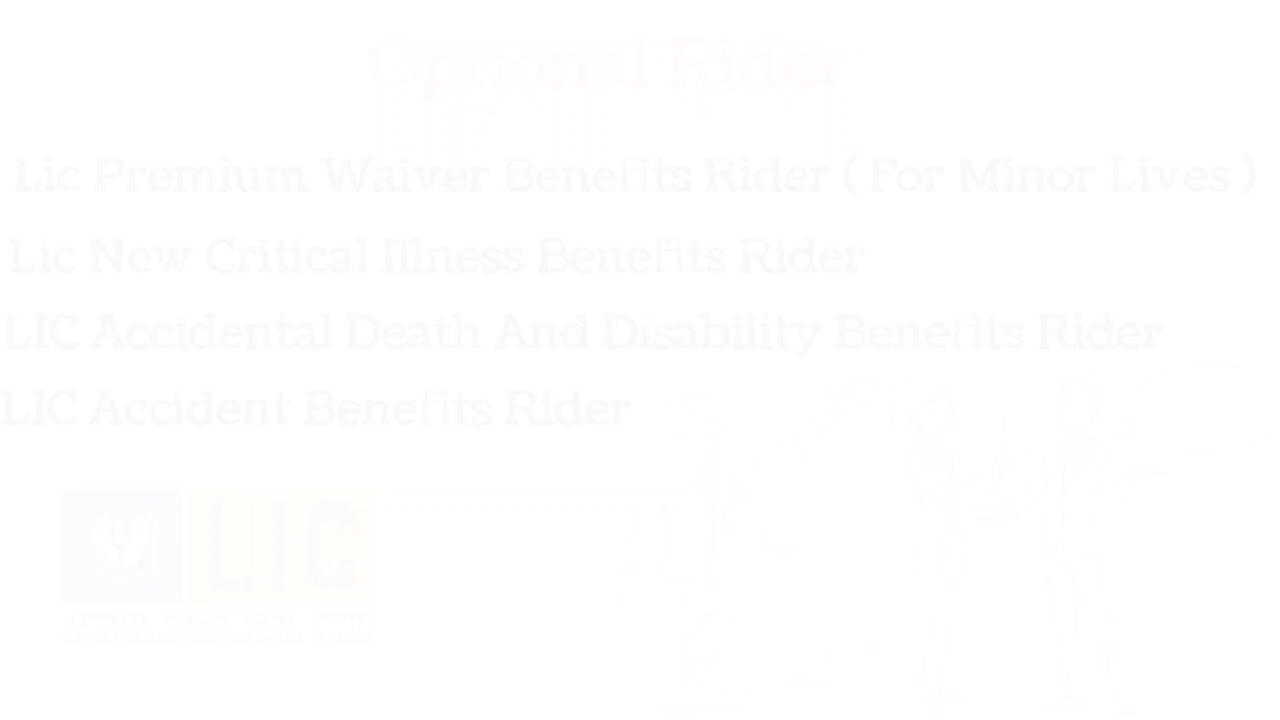 Optional Rider
Lic Premium Waiver Benefits Rider ( For Minor Lives )
Lic New Critical Illness Benefits Rider
LIC Accidental Death And Disability Benefits Rider
LIC Accident Benefits Rider
LIC